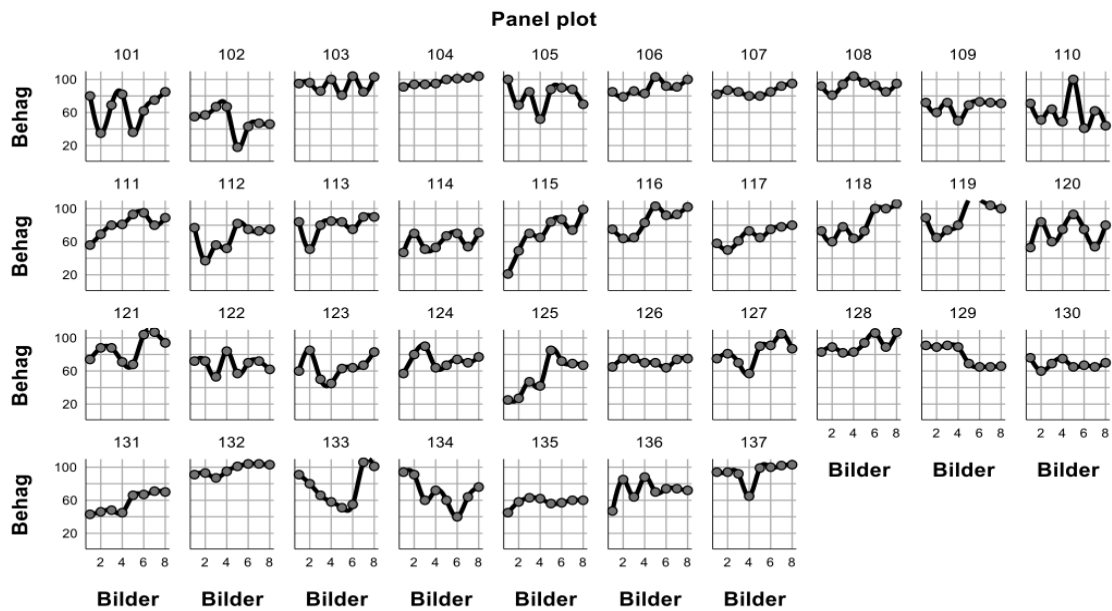 Panel plot
101 102 103 104 105 106 107 108 109 110
Behag
100
60
20
111 112 113 114 115 116 117 118 119 120
Behag
100
60
20
121 122 123 124 125 126 127 128 129 130
Behag
100
60
20
2 4 6 8 2 4 6 8 2 4 6 8
Bilder Bilder Bilder
131 132 133 134 135 136 137
Behag
100
60
20
2 4 6 8 2 4 6 8 2 4 6 8 2 4 6 8 2 4 6 8 2 4 6 8 2 4 6 8
Bilder Bilder Bilder Bilder Bilder Bilder Bilder